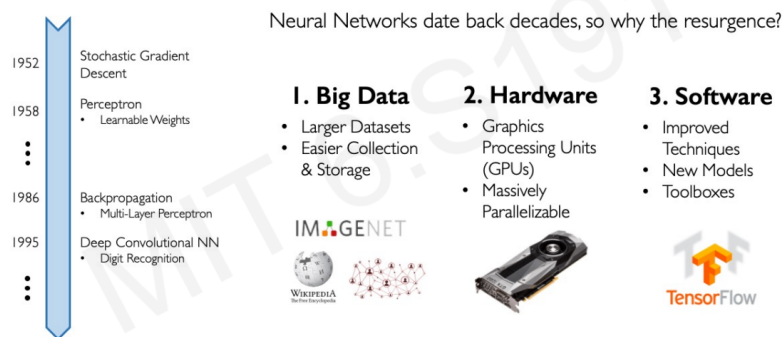 Neural Networks date back decades, so why the resurgence?
1952
Stochastic Gradient
Descent
1958
Perceptron
• Learnable Weights
1986
Backpropagation
• Multi-Layer Perceptron
1995
Deep Convolutional NN
• Digit Recognition
1. Big Data
• Larger Datasets
• Easier Collection
& Storage
IMAGENET
WIKIPEDIA
The Free Encyclopedia
2. Hardware
• Graphics
Processing Units
(GPUs)
• Massively
Parallelizable
3. Software
• Improved
Techniques
• New Models
• Toolboxes
TensorFlow
MIT 6.S191